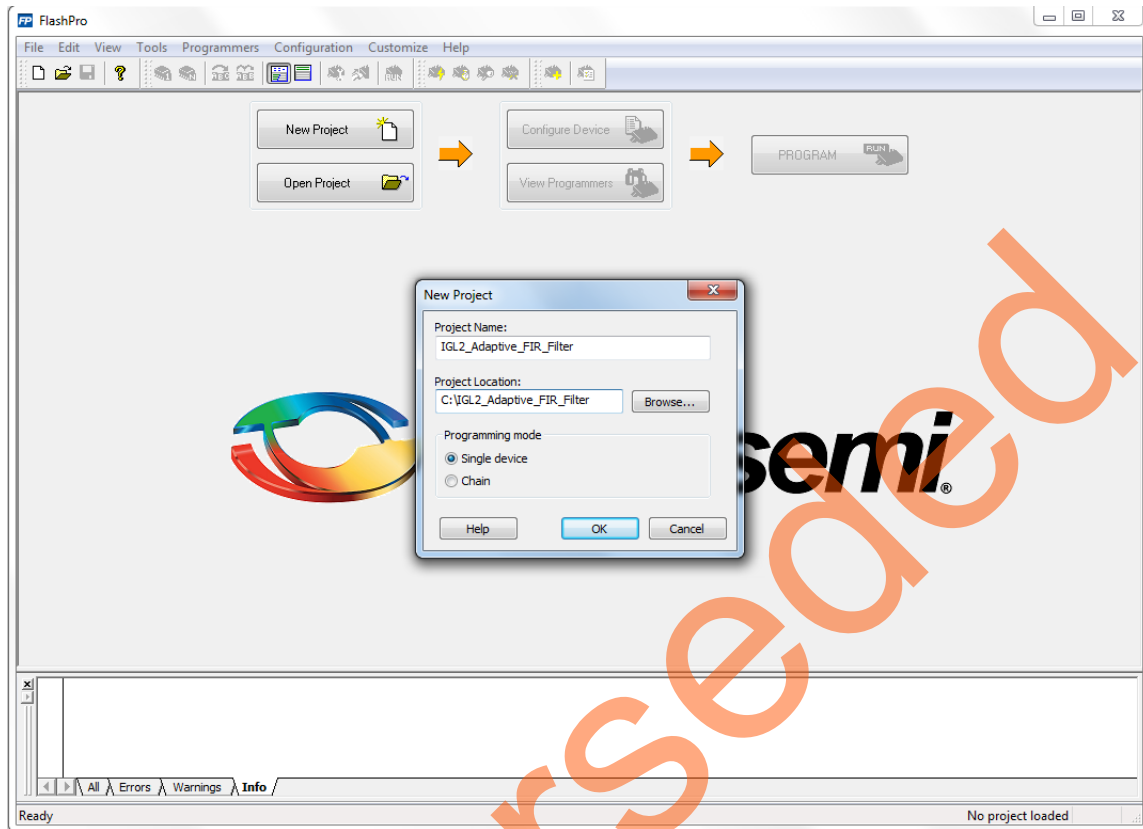 FP FlashPro
File Edit View Tools Programmers Configuration Customize Help
RUN
New Project
Configure Device
PROGRAM RUN
Open Project
View Programmers
New Project
Project Name:
IGL2_Adaptive_FIR_Filter
Project Location:
C:\IGL2_Adaptive_FIR_Filter Browse...
Programming mode
Single device
Chain
Help OK Cancel
semi®
rseded
All Errors Warnings Info
Ready No project loaded